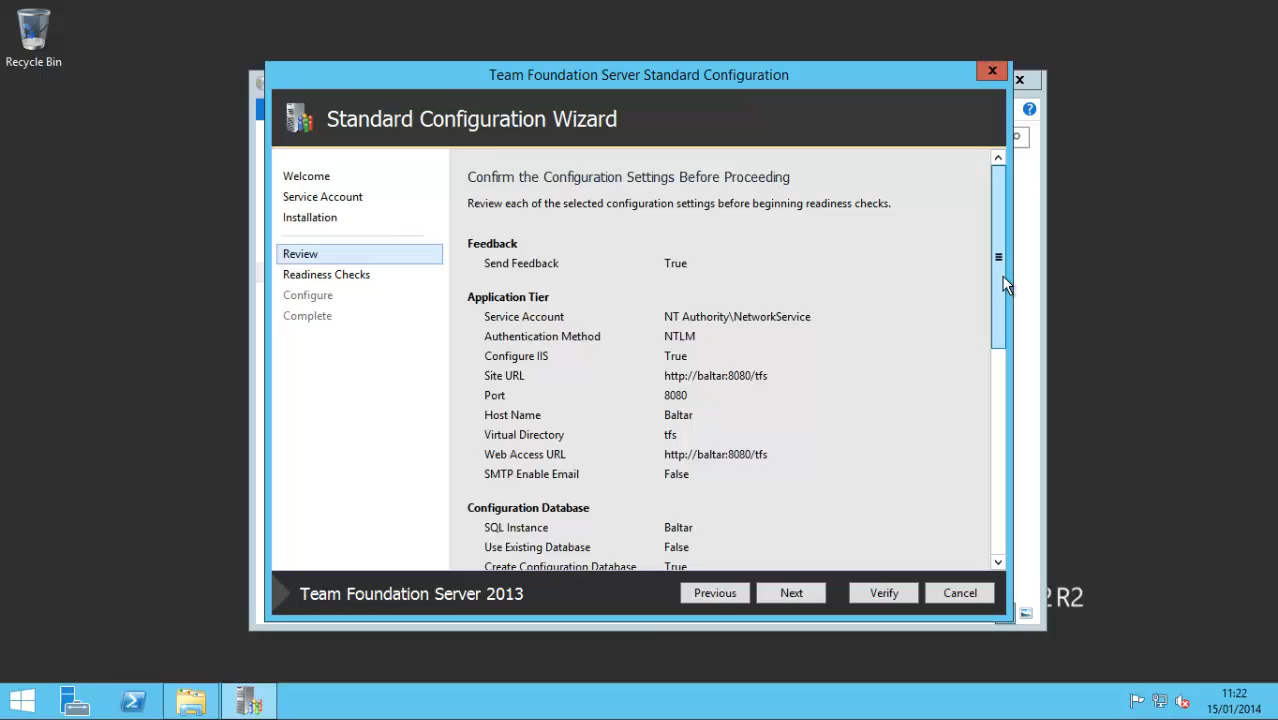 Recycle Bin
Team Foundation Server Standard Configuration
Standard Configuration Wizard
Welcome
Service Account
Installation
Review
Readiness Checks
Configure
Complete
Confirm the Configuration Settings Before Proceeding
Review each of the selected configuration settings before beginning readiness checks.
Feedback
Send Feedback True
Application Tier
Service Account NT Authority\NetworkService
Authentication Method NTLM
Configure IIS True
Site URL http://baltar:8080/tfs
Port 8080
Host Name Baltar
Virtual Directory tfs
Web Access URL http://baltar:8080/tfs
SMTP Enable Email False
Configuration Database
SQL Instance Baltar
Use Existing Database False
Create Configuration Database True
Team Foundation Server 2013
Previous Next Verify Cancel
R2
11:22
15/01/2014